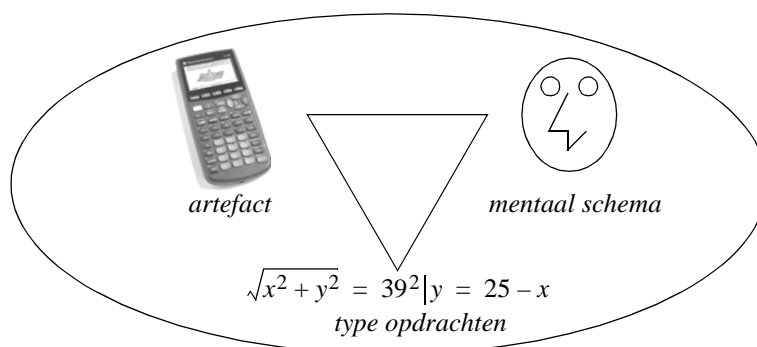 artefact
mentaal schema
√x² + y² = 39²|y = 25 – x
type opdrachten